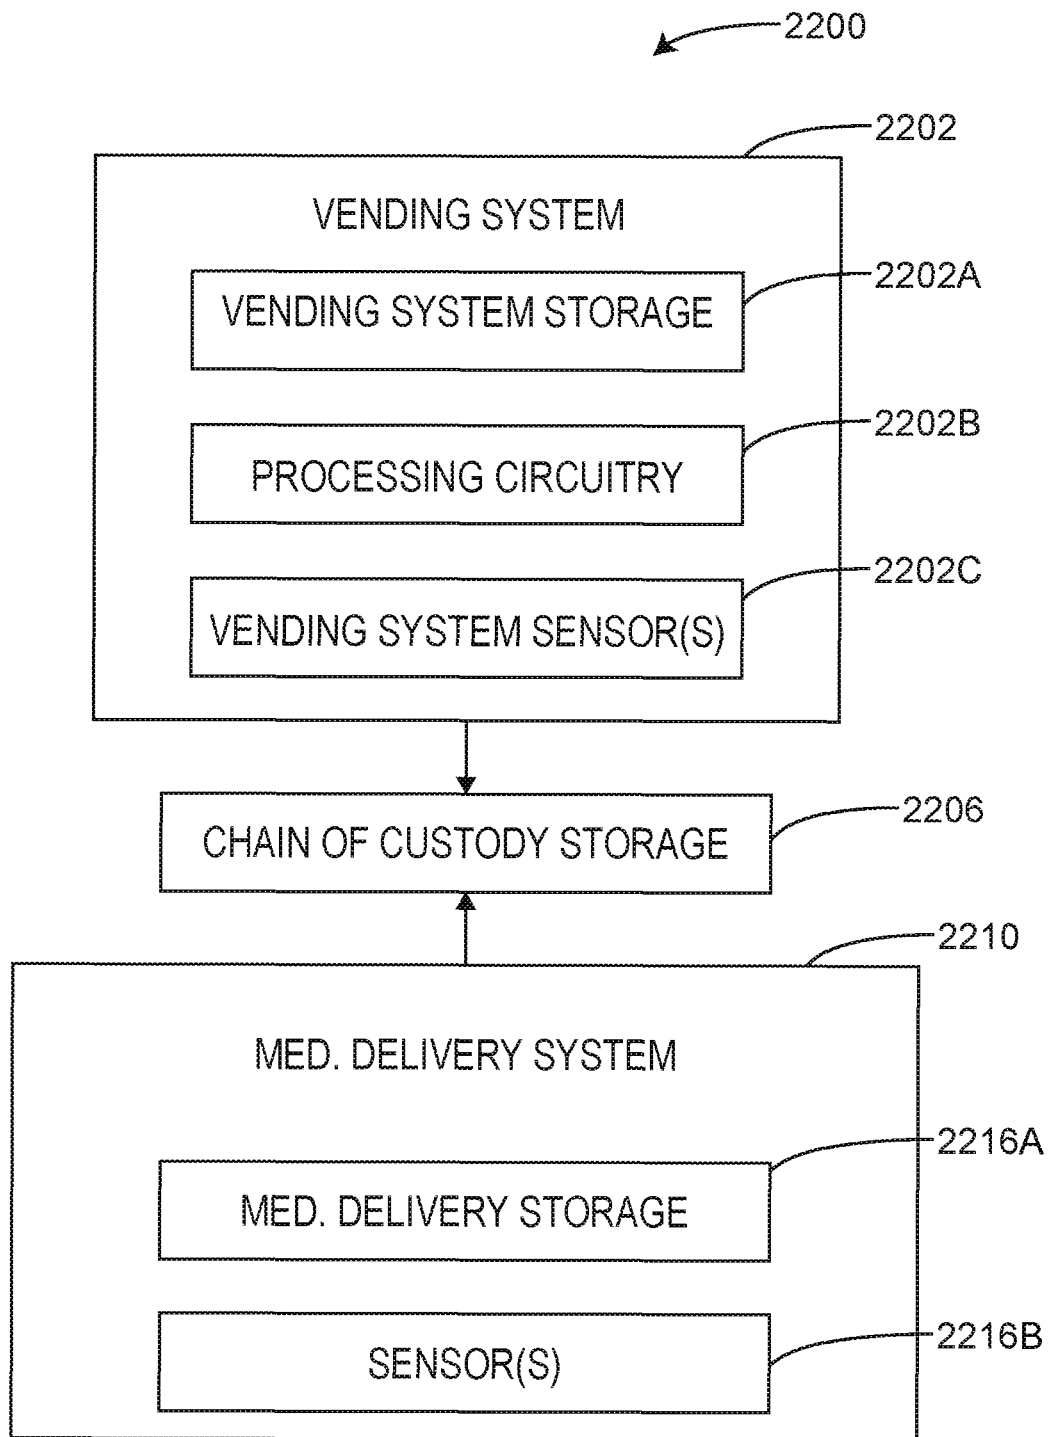 2200
2202
VENDING SYSTEM
2202A
VENDING SYSTEM STORAGE
2202B
PROCESSING CIRCUITRY
2202C
VENDING SYSTEM SENSOR(S)
2206
CHAIN OF CUSTODY STORAGE
2210
MED. DELIVERY SYSTEM
2216A
MED. DELIVERY STORAGE
2216B
SENSOR(S)